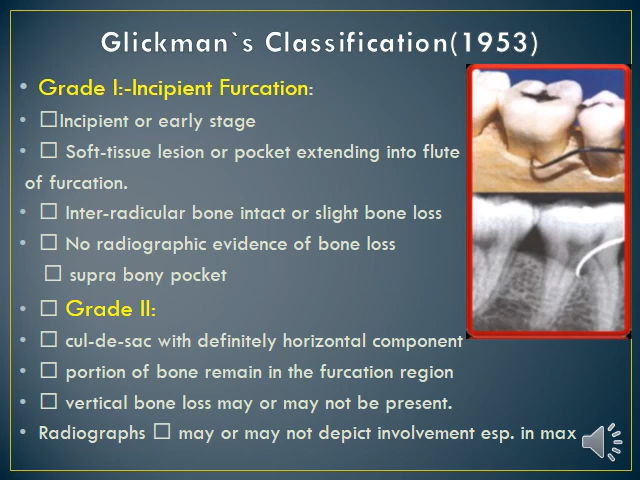 Glickman`s Classification(1953)
• Grade I:-Incipient Furcation:
• □Incipient or early stage
• □ Soft-tissue lesion or pocket extending into flute
of furcation.
• □ Inter-radicular bone intact or slight bone loss
• □ No radiographic evidence of bone loss
□ supra bony pocket
• □ Grade II:
• □ cul-de-sac with definitely horizontal component
• □ portion of bone remain in the furcation region
• □ vertical bone loss may or may not be present.
• Radiographs □ may or may not depict involvement esp. in max